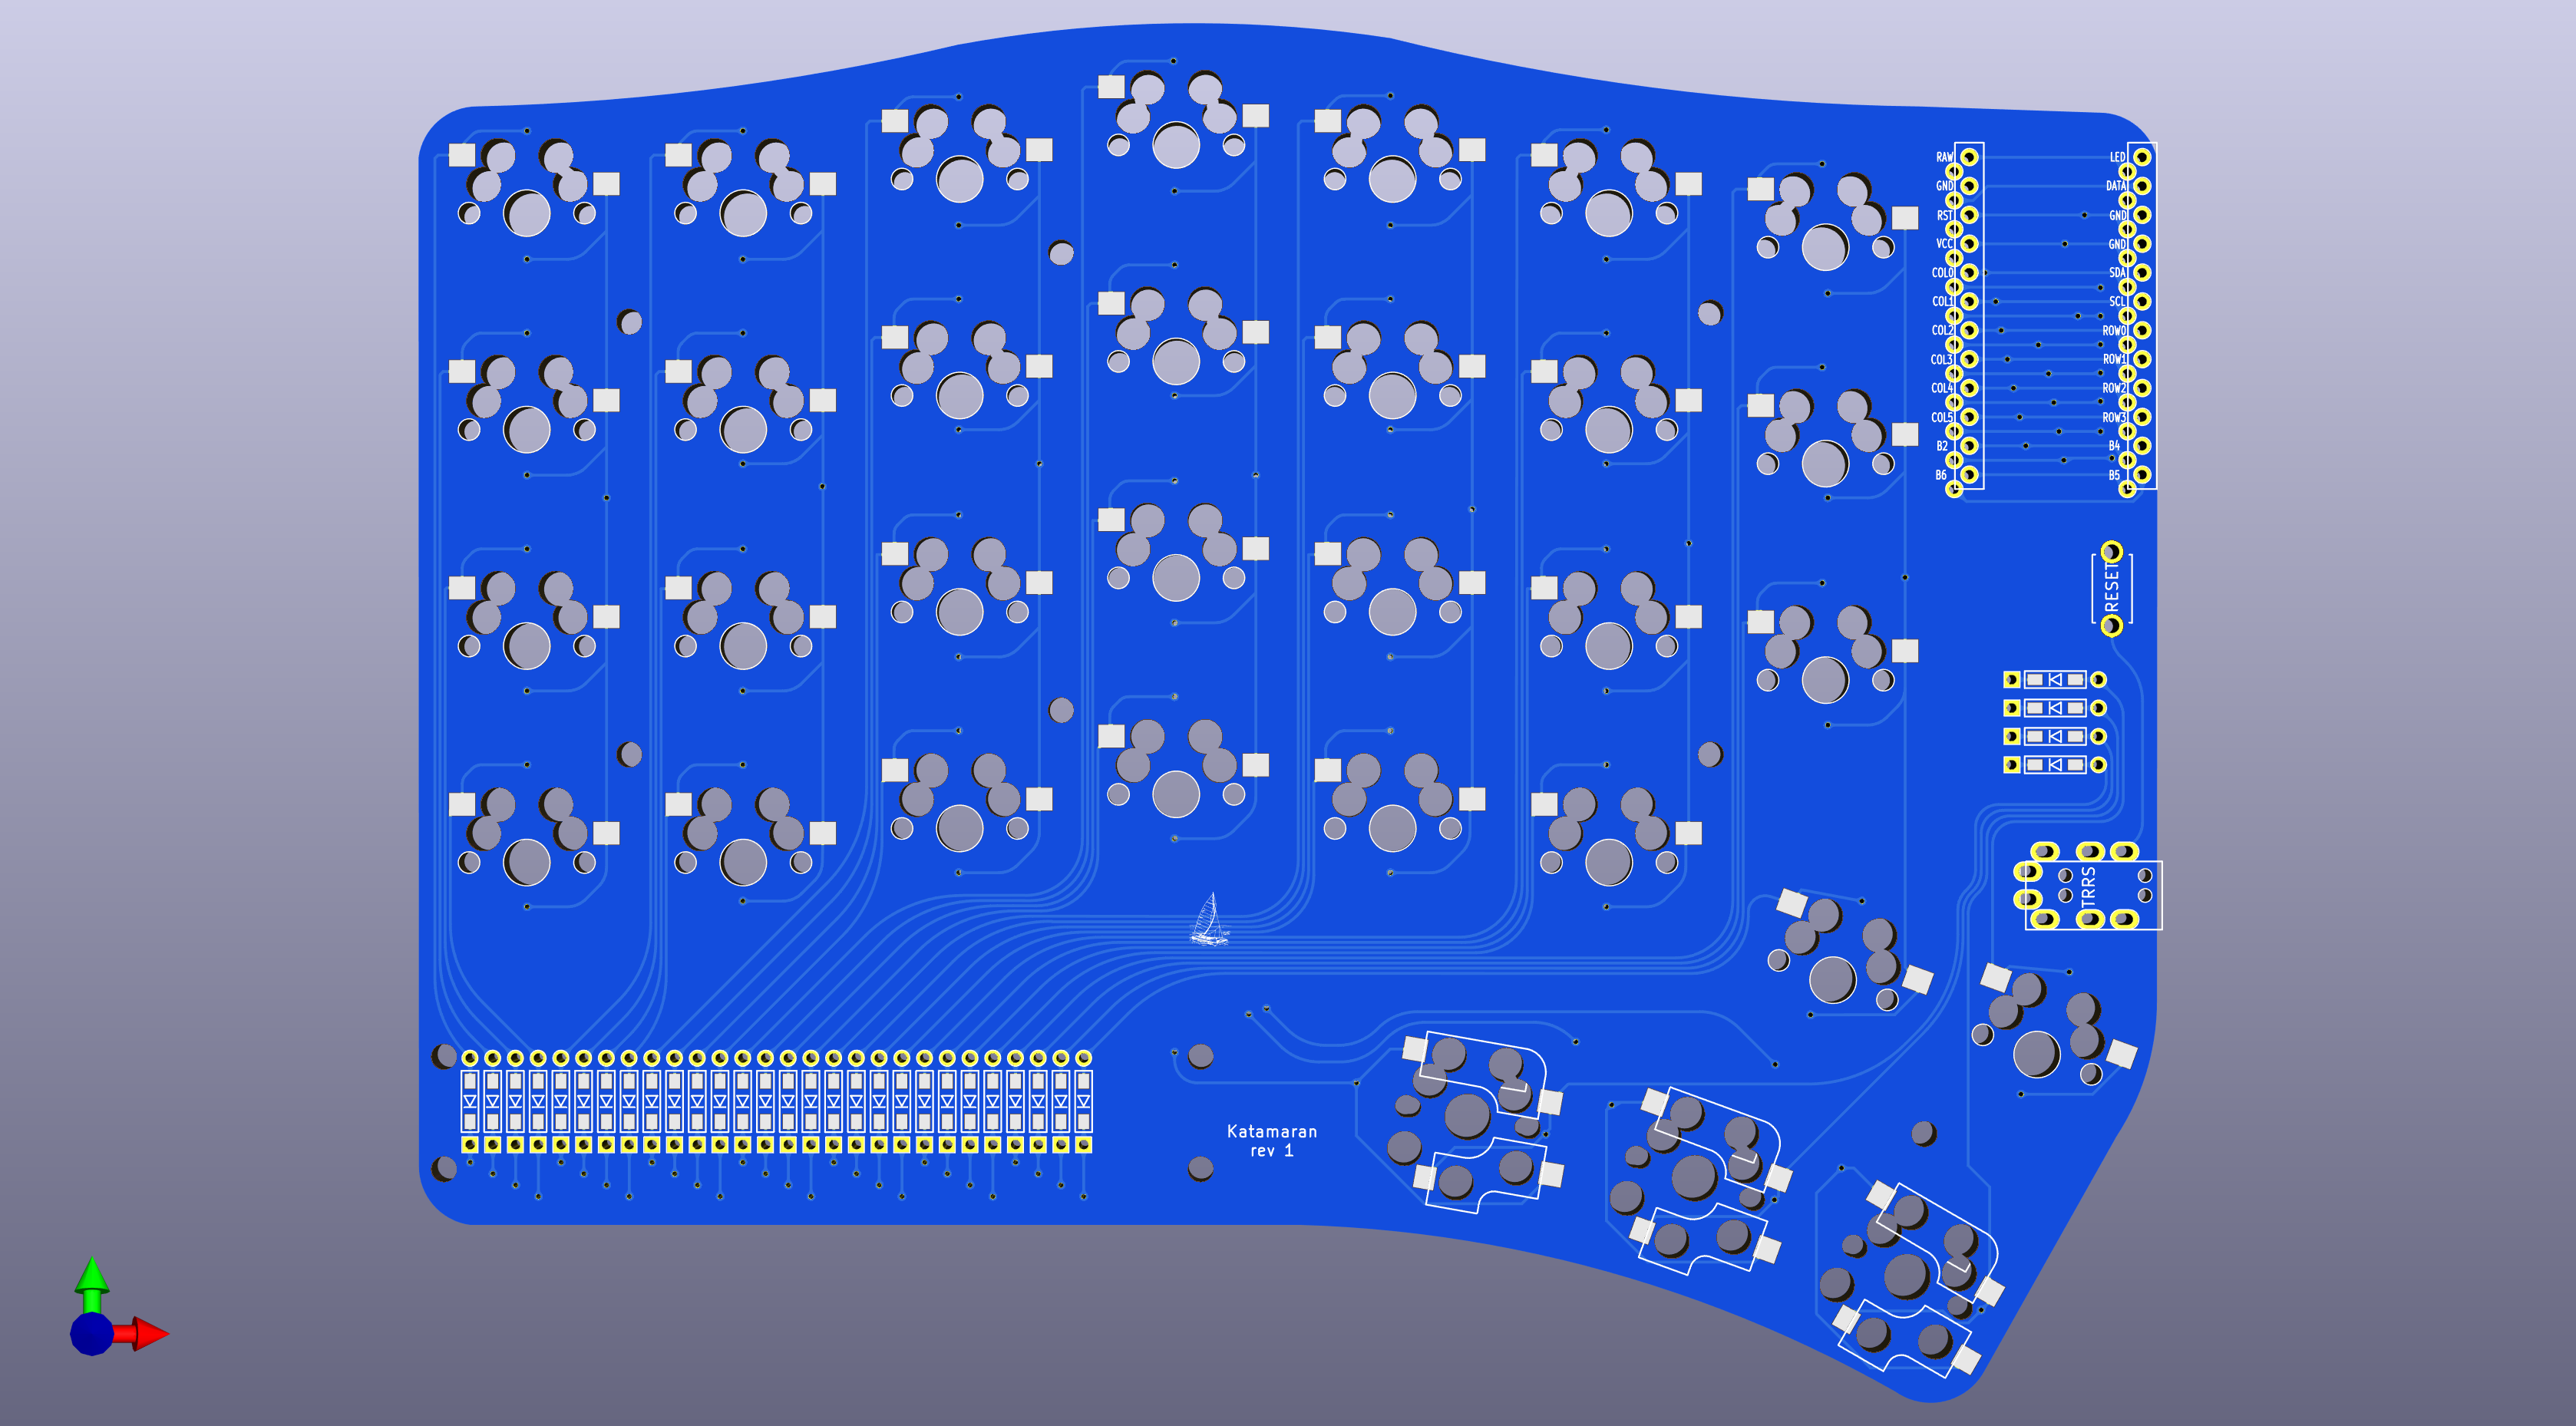 RAW
GND
RST
VCC
COL0
COL1
COL2
COL3
COL4
COL5
B2
B6
LED
DATA
GND
GND
SDA
SCL
ROW0
ROW1
ROW2
ROW3
B4
B5
RESET
TRRS
Katamaran
rev 1